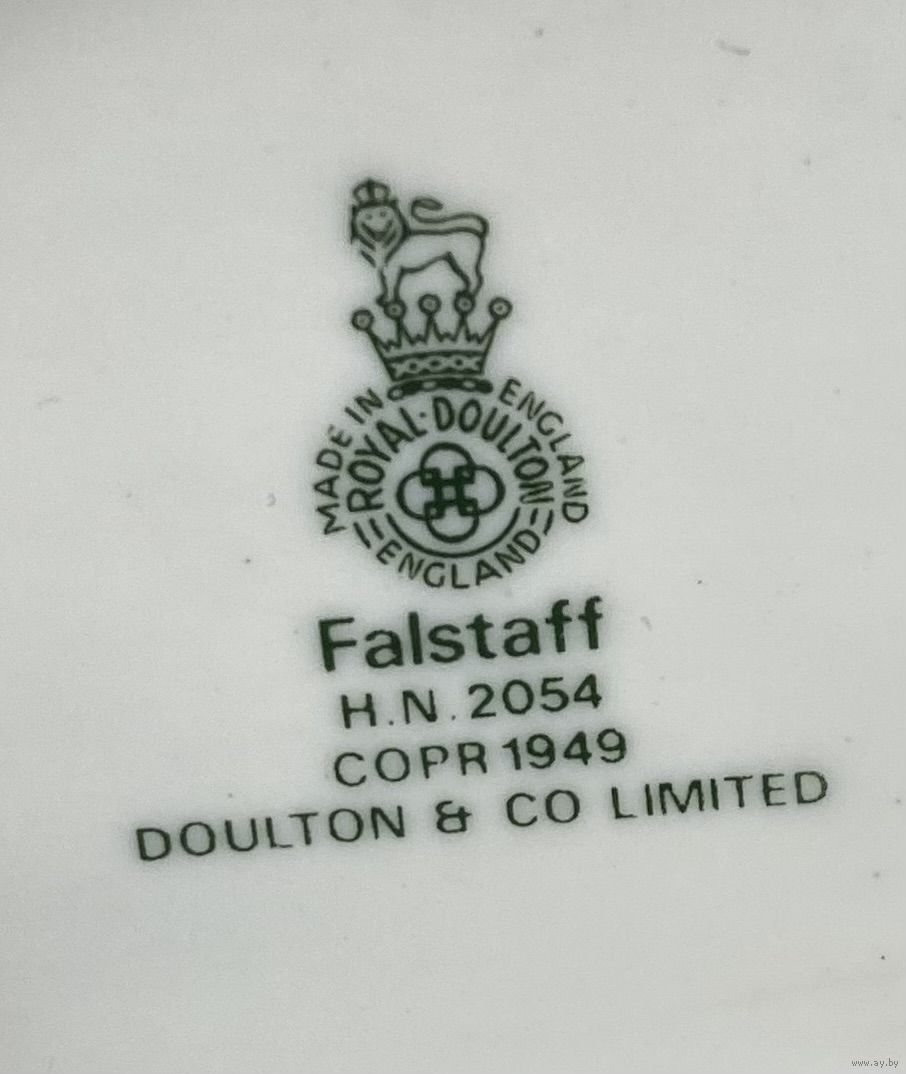 MADE IN ENGLAND
ROYAL·DOULTON
ENGLAND
Falstaff
H.N. 2054
COPR 1949
DOULTON & CO LIMITED
www.ay.by